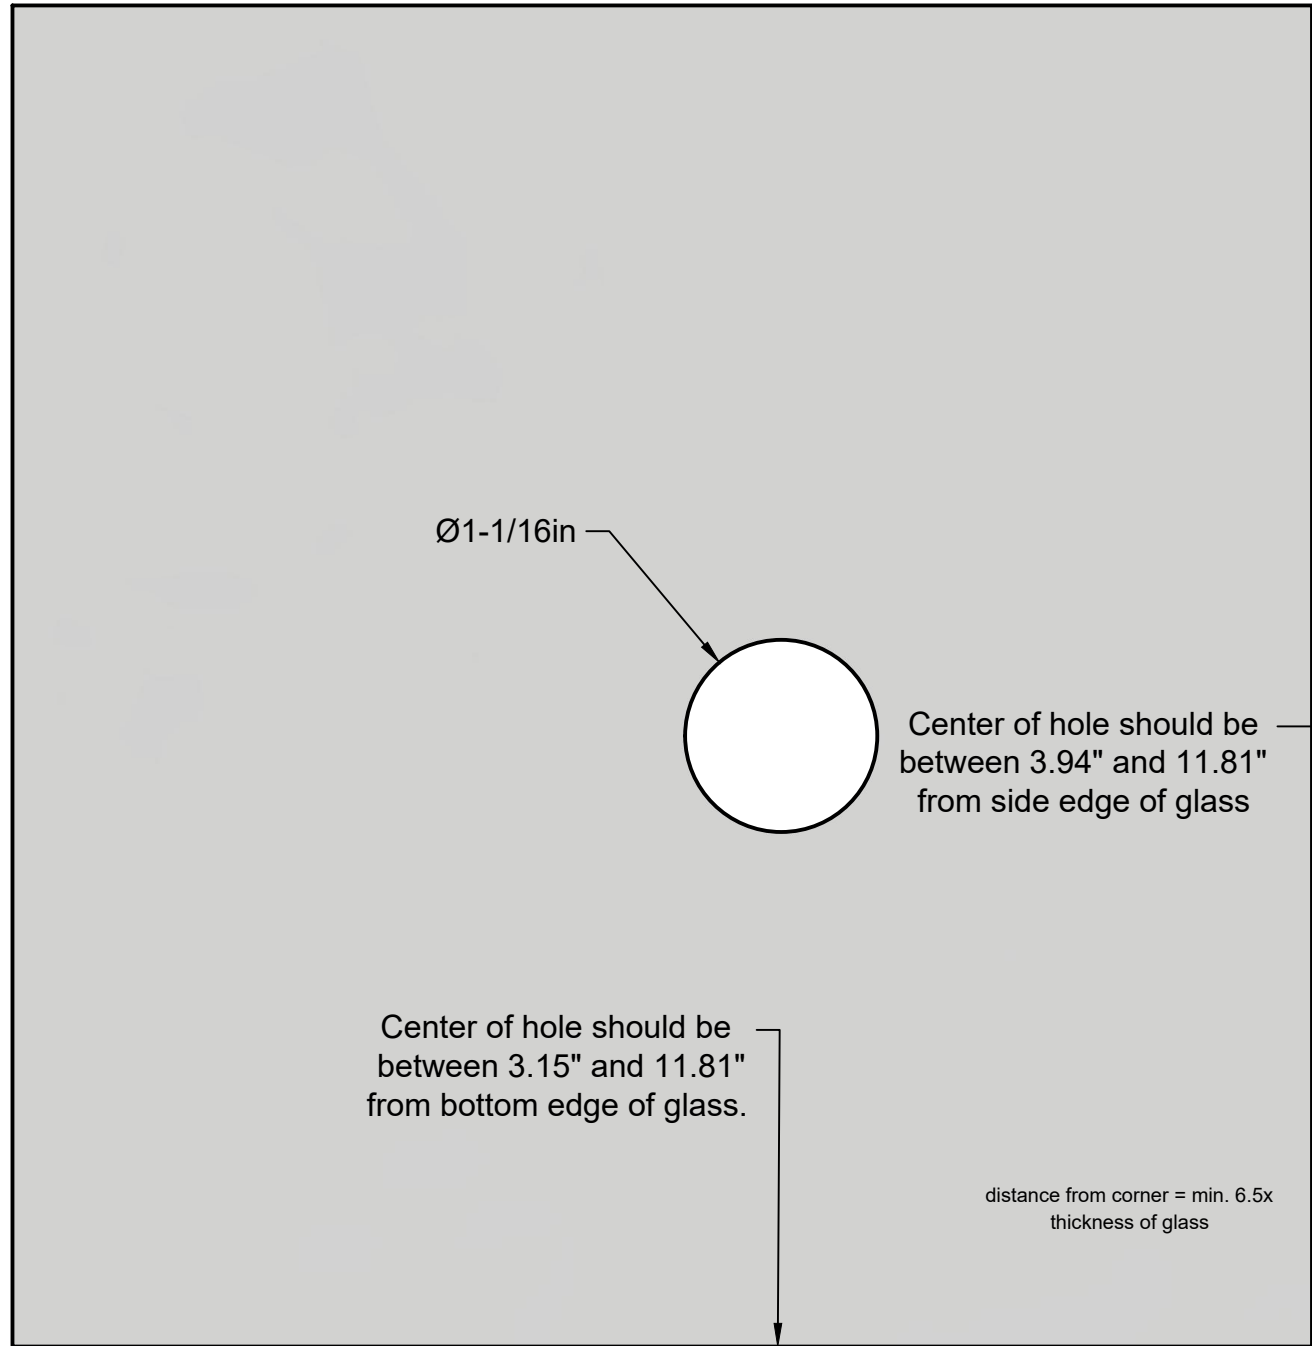 Ø1-1/16in
Center of hole should be
between 3.94" and 11.81"
from side edge of glass
Center of hole should be
between 3.15" and 11.81"
from bottom edge of glass.
distance from corner = min. 6.5x
thickness of glass